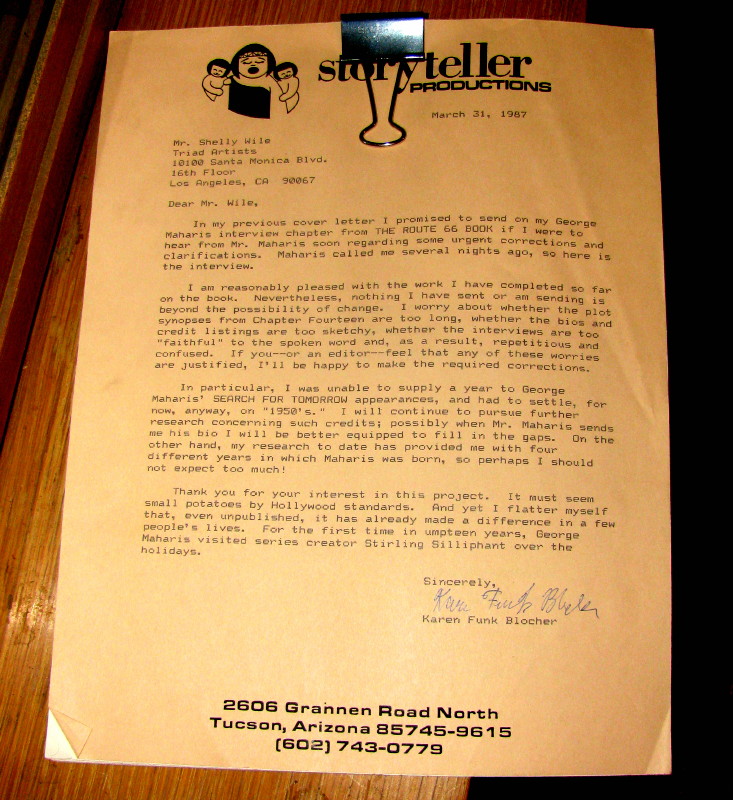 storyteller
PRODUCTIONS
March 31, 1987
Mr. Shelly Wile
Triad Artists
10100 Santa Monica Blvd.
16th Floor
Los Angeles, CA 90067
Dear Mr. Wile,
In my previous cover letter I promised to send on my George
Maharis interview chapter from THE ROUTE 66 BOOK if I were to
hear from Mr. Maharis soon regarding some urgent corrections and
clarifications. Maharis called me several nights ago, so here is
the interview.
I am reasonably pleased with the work I have completed so far
on the book. Nevertheless, nothing I have sent or am sending is
beyond the possibility of change. I worry about whether the plot
synopses from Chapter Fourteen are too long, whether the bios and
credit listings are too sketchy, whether the interviews are too
"faithful" to the spoken word and, as a result, repetitious and
confused. If you--or an editor--feel that any of these worries
are justified, I'll be happy to make the required corrections.
In particular, I was unable to supply a year to George
Maharis' SEARCH FOR TOMORROW appearances, and had to settle, for
now, anyway, on "1950's." I will continue to pursue further
research concerning such credits; possibly when Mr. Maharis sends
me his bio I will be better equipped to fill in the gaps. On the
other hand, my research to date has provided me with four
different years in which Maharis was born, so perhaps I should
not expect too much!
Thank you for your interest in this project. It must seem
small potatoes by Hollywood standards. And yet I flatter myself
that, even unpublished, it has already made a difference in a few
people's lives. For the first time in umpteen years, George
Maharis visited series creator Stirling Silliphant over the
holidays.
Sincerely,
Karen Funk Blocher
Karen Funk Blocher
2606 Grannen Road North
Tucson, Arizona 85745-9615
(602) 743-0779